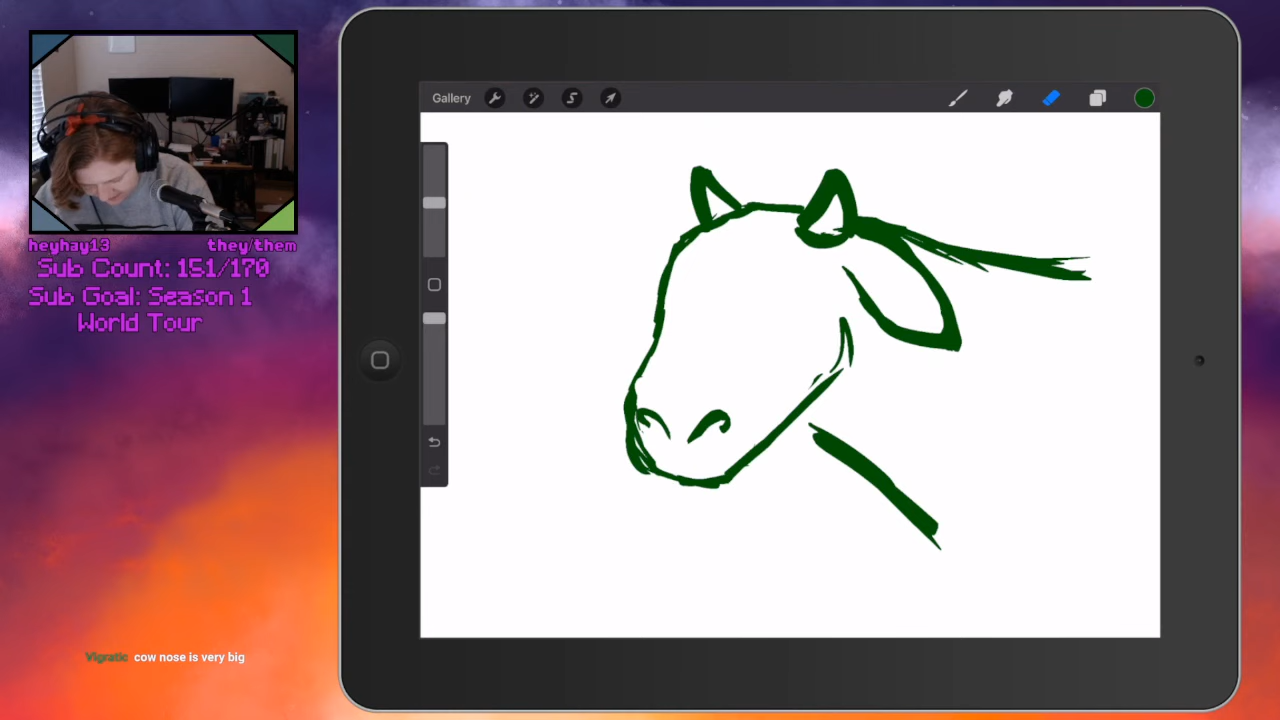 Gallery
heyhay13 they/them
Sub Count: 151/170
Sub Goal: Season 1
World Tour
Vigratic cow nose is very big